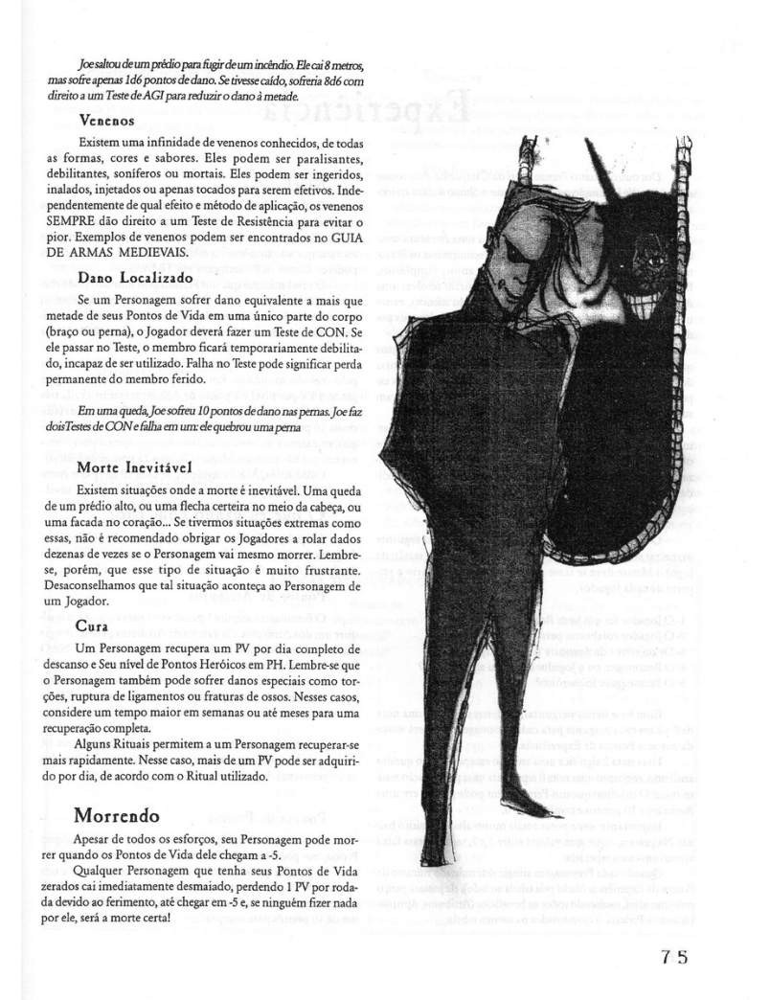 Joe saltou de um prédio para fugir de um incêndio. Ele cai 8 metros,
mas sofre apenas 1d6 pontos de dano. Se tivesse caído, sofreria 8d6 com
direito a um Teste de AGI para reduzir o dano à metade.
Venenos
Existem uma infinidade de venenos conhecidos, de todas
as formas, cores e sabores. Eles podem ser paralisantes,
debilitantes, soníferos ou mortais. Eles podem ser ingeridos,
inalados, injetados ou apenas tocados para serem efetivos. Inde-
pendentemente de qual efeito e método de aplicação, os venenos
SEMPRE dão direito a um Teste de Resistência para evitar o
pior. Exemplos de venenos podem ser encontrados no GUIA
DE ARMAS MEDIEVAIS.
Dano Localizado
Se um Personagem sofrer dano equivalente a mais que
metade de seus Pontos de Vida em uma único parte do corpo
(braço ou perna), o Jogador deverá fazer um Teste de CON. Se
ele passar no Teste, o membro ficará temporariamente debilita-
do, incapaz de ser utilizado. Falha no Teste pode significar perda
permanente do membro ferido.
Em uma queda, Joe sofreu 10 pontos de dano nas pernas. Joe faz
dois Testes de CON e falha em um: ele quebrou uma perna
Morte Inevitável
Existem situações onde a morte é inevitável. Uma queda
de um prédio alto, ou uma flecha certeira no meio da cabeça, ou
uma facada no coração... Se tivermos situações extremas como
essas, não é recomendado obrigar os Jogadores a rolar dados
dezenas de vezes se o Personagem vai mesmo morrer. Lembre-
se, porém, que esse tipo de situação é muito frustrante.
Desaconselhamos que tal situação aconteça ao Personagem de
um Jogador.
Cura
Um Personagem recupera um PV por dia completo de
descanso e Seu nível de Pontos Heróicos em PH. Lembre-se que
o Personagem também pode sofrer danos especiais como tor-
ções, ruptura de ligamentos ou fraturas de ossos. Nesses casos,
considere um tempo maior em semanas ou até meses para uma
recuperação completa.
Alguns Rituais permitem a um Personagem recuperar-se
mais rapidamente. Nesse caso, mais de um PV pode ser adquiri-
do por dia, de acordo com o Ritual utilizado.
Morrendo
Apesar de todos os esforços, seu Personagem pode mor-
rer quando os Pontos de Vida dele chegam a -5.
Qualquer Personagem que tenha seus Pontos de Vida
zerados cai imediatamente desmaiado, perdendo 1 PV por roda-
da devido ao ferimento, até chegar em -5 e, se ninguém fizer nada
por ele, será a morte certa!
75